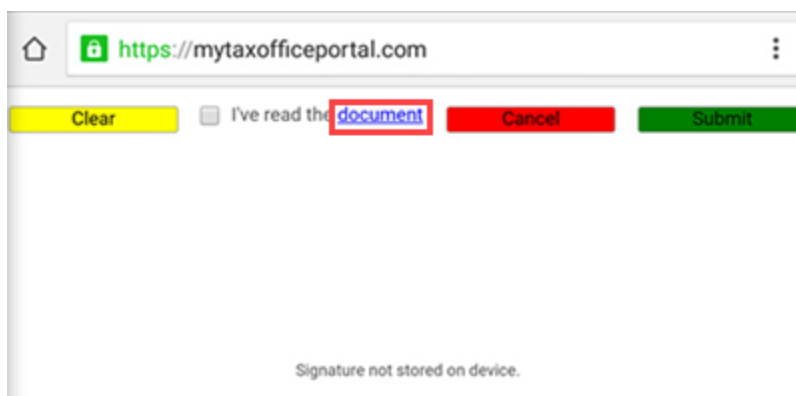 https://mytaxofficeportal.com
Clear I've read the document Cancel Submit
Signature not stored on device.